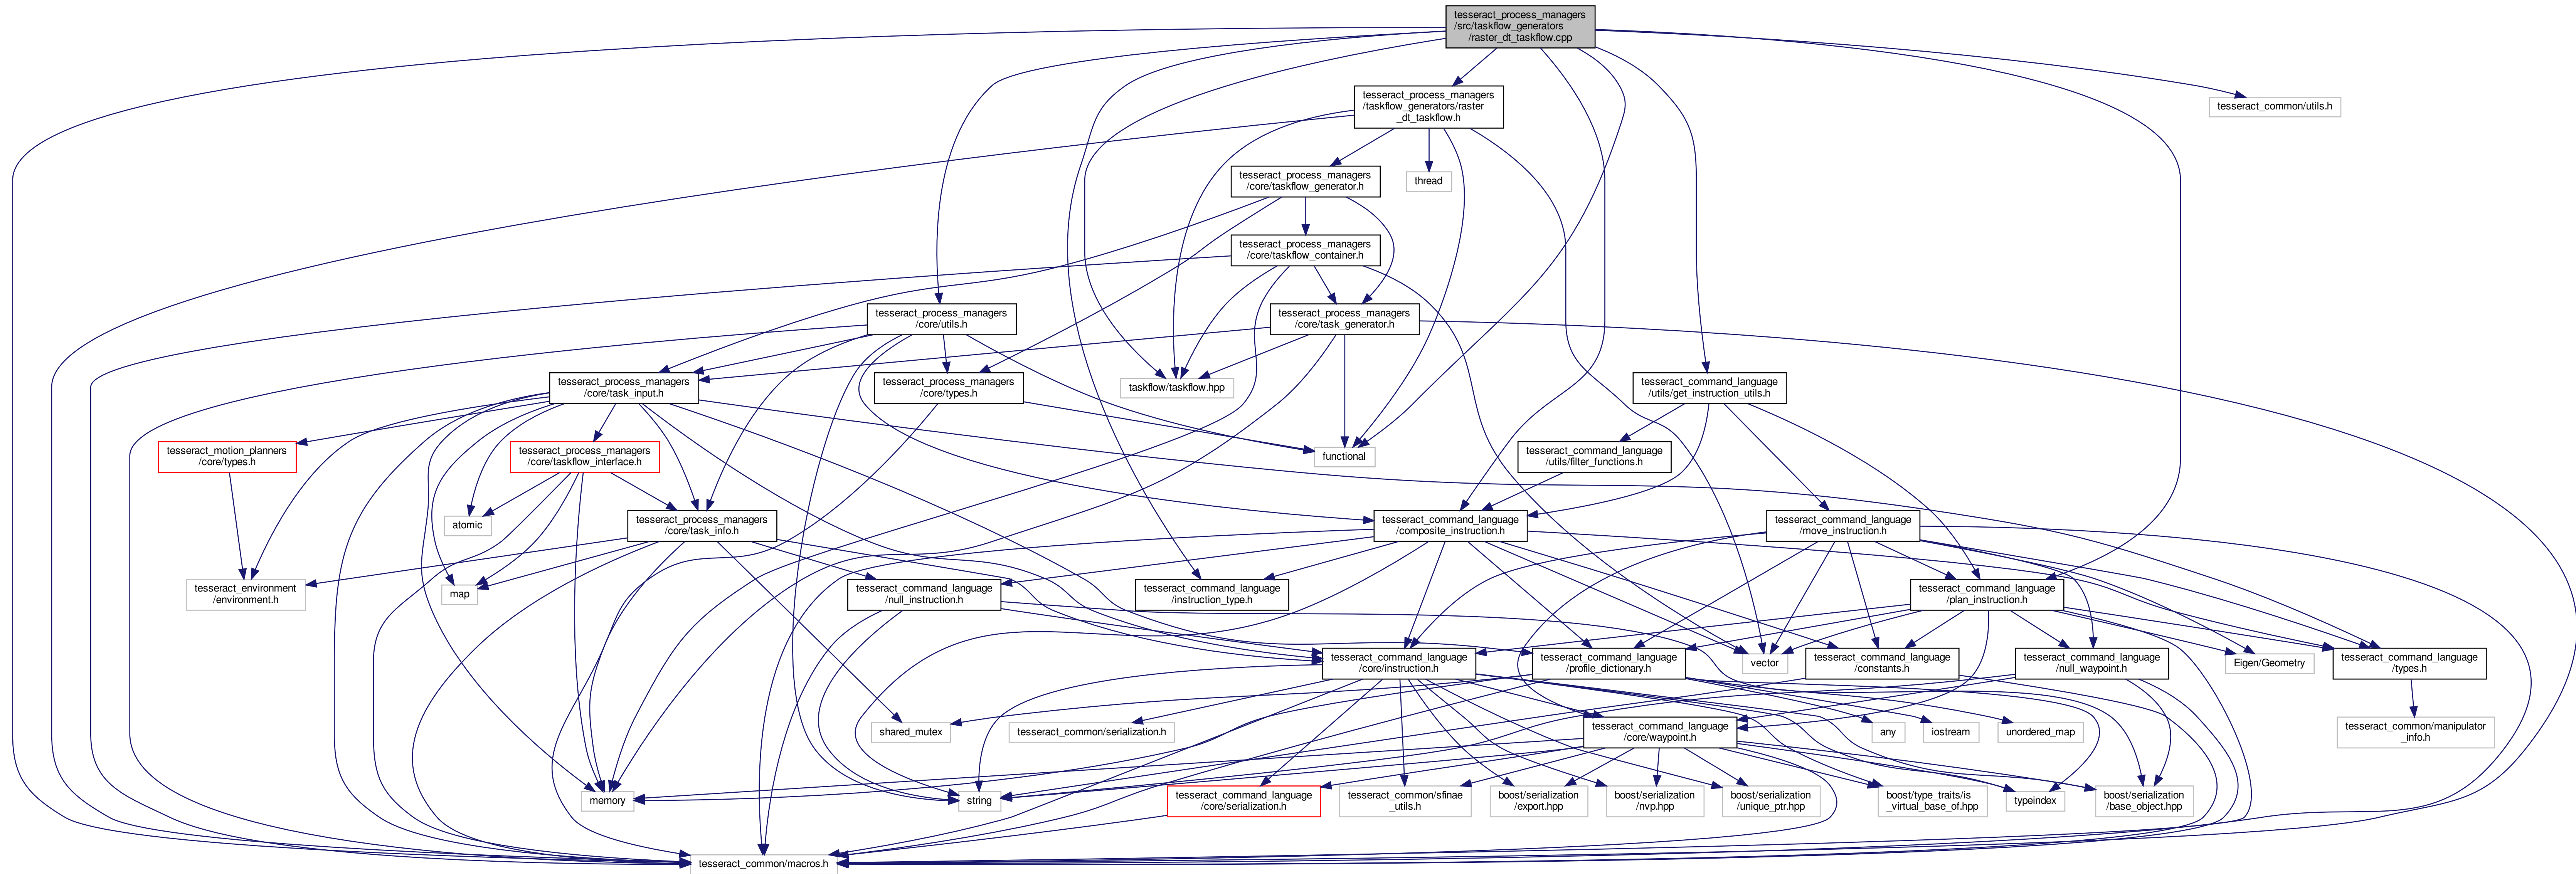 tesseract_process_managers
/src/taskflow_generators
/raster_dt_taskflow.cpp
tesseract_process_managers
/taskflow_generators/raster
_dt_taskflow.h
tesseract_common/utils.h
tesseract_process_managers
/core/taskflow_generator.h
thread
tesseract_process_managers
/core/taskflow_container.h
tesseract_process_managers
/core/utils.h
tesseract_process_managers
/core/task_generator.h
tesseract_process_managers
/core/task_input.h
tesseract_process_managers
/core/types.h
taskflow/taskflow.hpp
tesseract_command_language
/utils/get_instruction_utils.h
tesseract_motion_planners
/core/types.h
tesseract_process_managers
/core/taskflow_interface.h
functional
tesseract_command_language
/utils/filter_functions.h
atomic
tesseract_process_managers
/core/task_info.h
tesseract_command_language
/composite_instruction.h
tesseract_command_language
/move_instruction.h
tesseract_environment
/environment.h
map
tesseract_command_language
/null_instruction.h
tesseract_command_language
/instruction_type.h
tesseract_command_language
/plan_instruction.h
tesseract_command_language
/core/instruction.h
tesseract_command_language
/profile_dictionary.h
vector
tesseract_command_language
/constants.h
tesseract_command_language
/null_waypoint.h
Eigen/Geometry
tesseract_command_language
/types.h
shared_mutex
tesseract_common/serialization.h
tesseract_command_language
/core/waypoint.h
any
iostream
unordered_map
tesseract_common/manipulator
_info.h
memory
string
tesseract_command_language
/core/serialization.h
tesseract_common/sfinae
_utils.h
boost/serialization
/export.hpp
boost/serialization
/nvp.hpp
boost/serialization
/unique_ptr.hpp
boost/type_traits/is
_virtual_base_of.hpp
typeindex
boost/serialization
/base_object.hpp
tesseract_common/macros.h